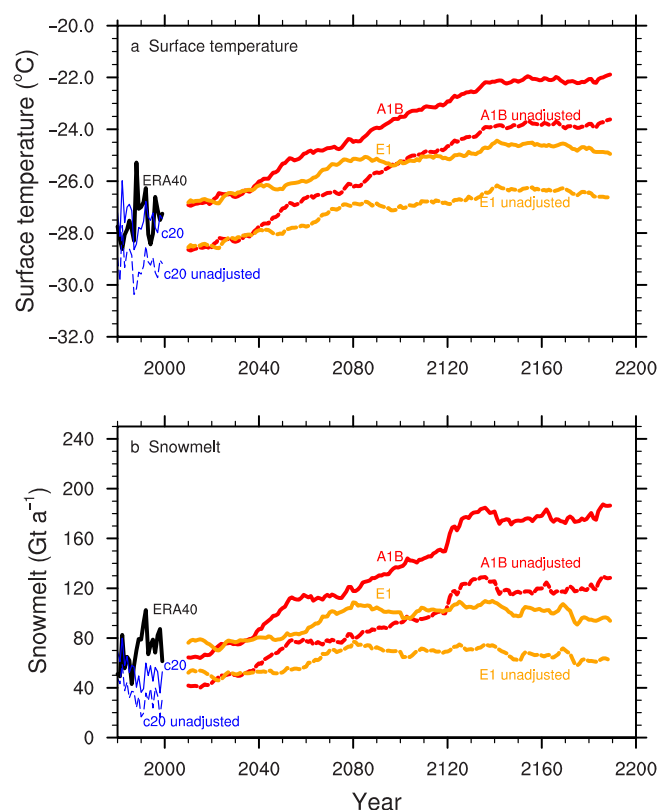 a Surface temperature
Surface temperature (°C)
−20.0
−22.0
−24.0
−26.0
−28.0
−30.0
−32.0
A1B
A1B unadjusted
E1
ERA40
c20
E1 unadjusted
c20 unadjusted
2000 2040 2080 2120 2160 2200
b Snowmelt
Snowmelt (Gt a⁻¹)
240
200
160
120
80
40
0
A1B
A1B unadjusted
E1
ERA40
c20
E1 unadjusted
c20 unadjusted
2000 2040 2080 2120 2160 2200
Year